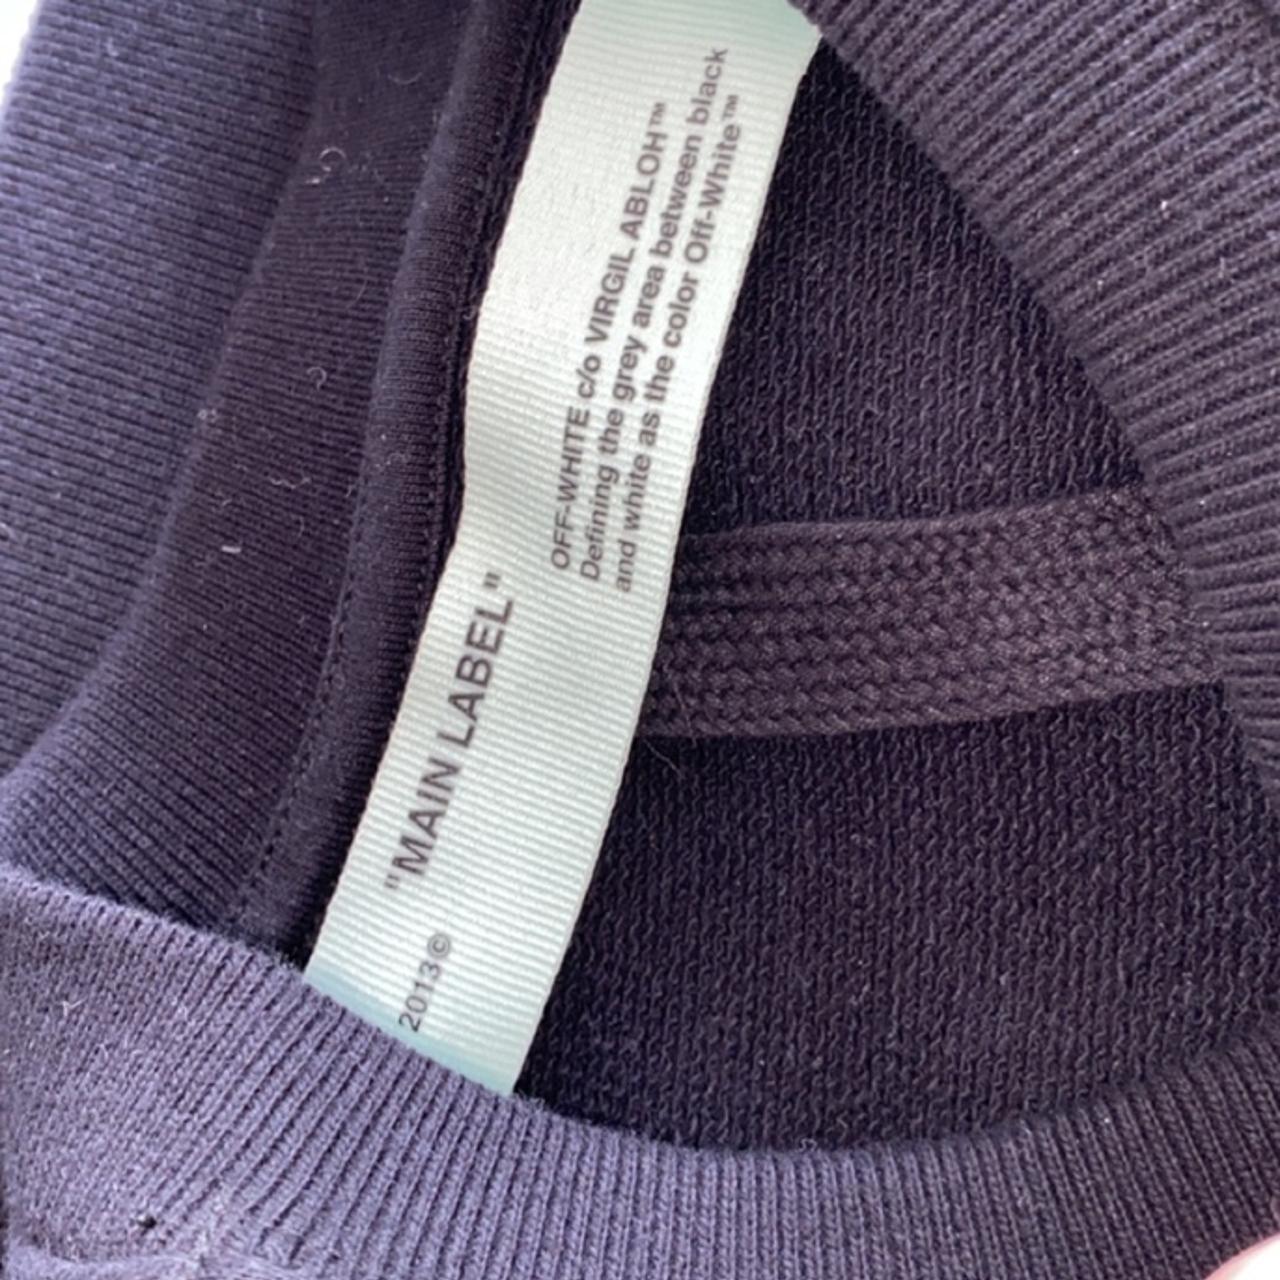 OFF-WHITE c/o VIRGIL ABLOH™
Defining the grey area between black
and white as the color Off-White™
"MAIN LABEL"
2013©